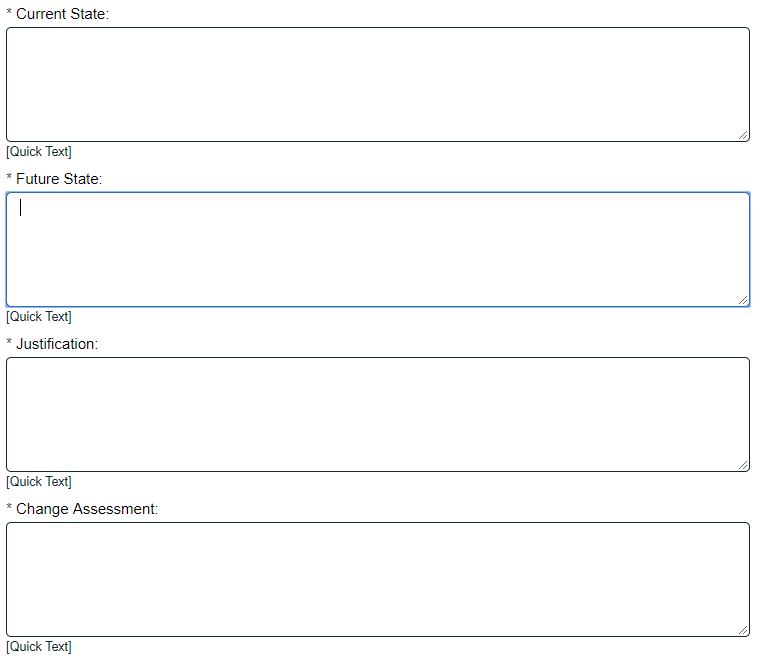 * Current State:
[Quick Text]
* Future State:
[Quick Text]
* Justification:
[Quick Text]
* Change Assessment:
[Quick Text]